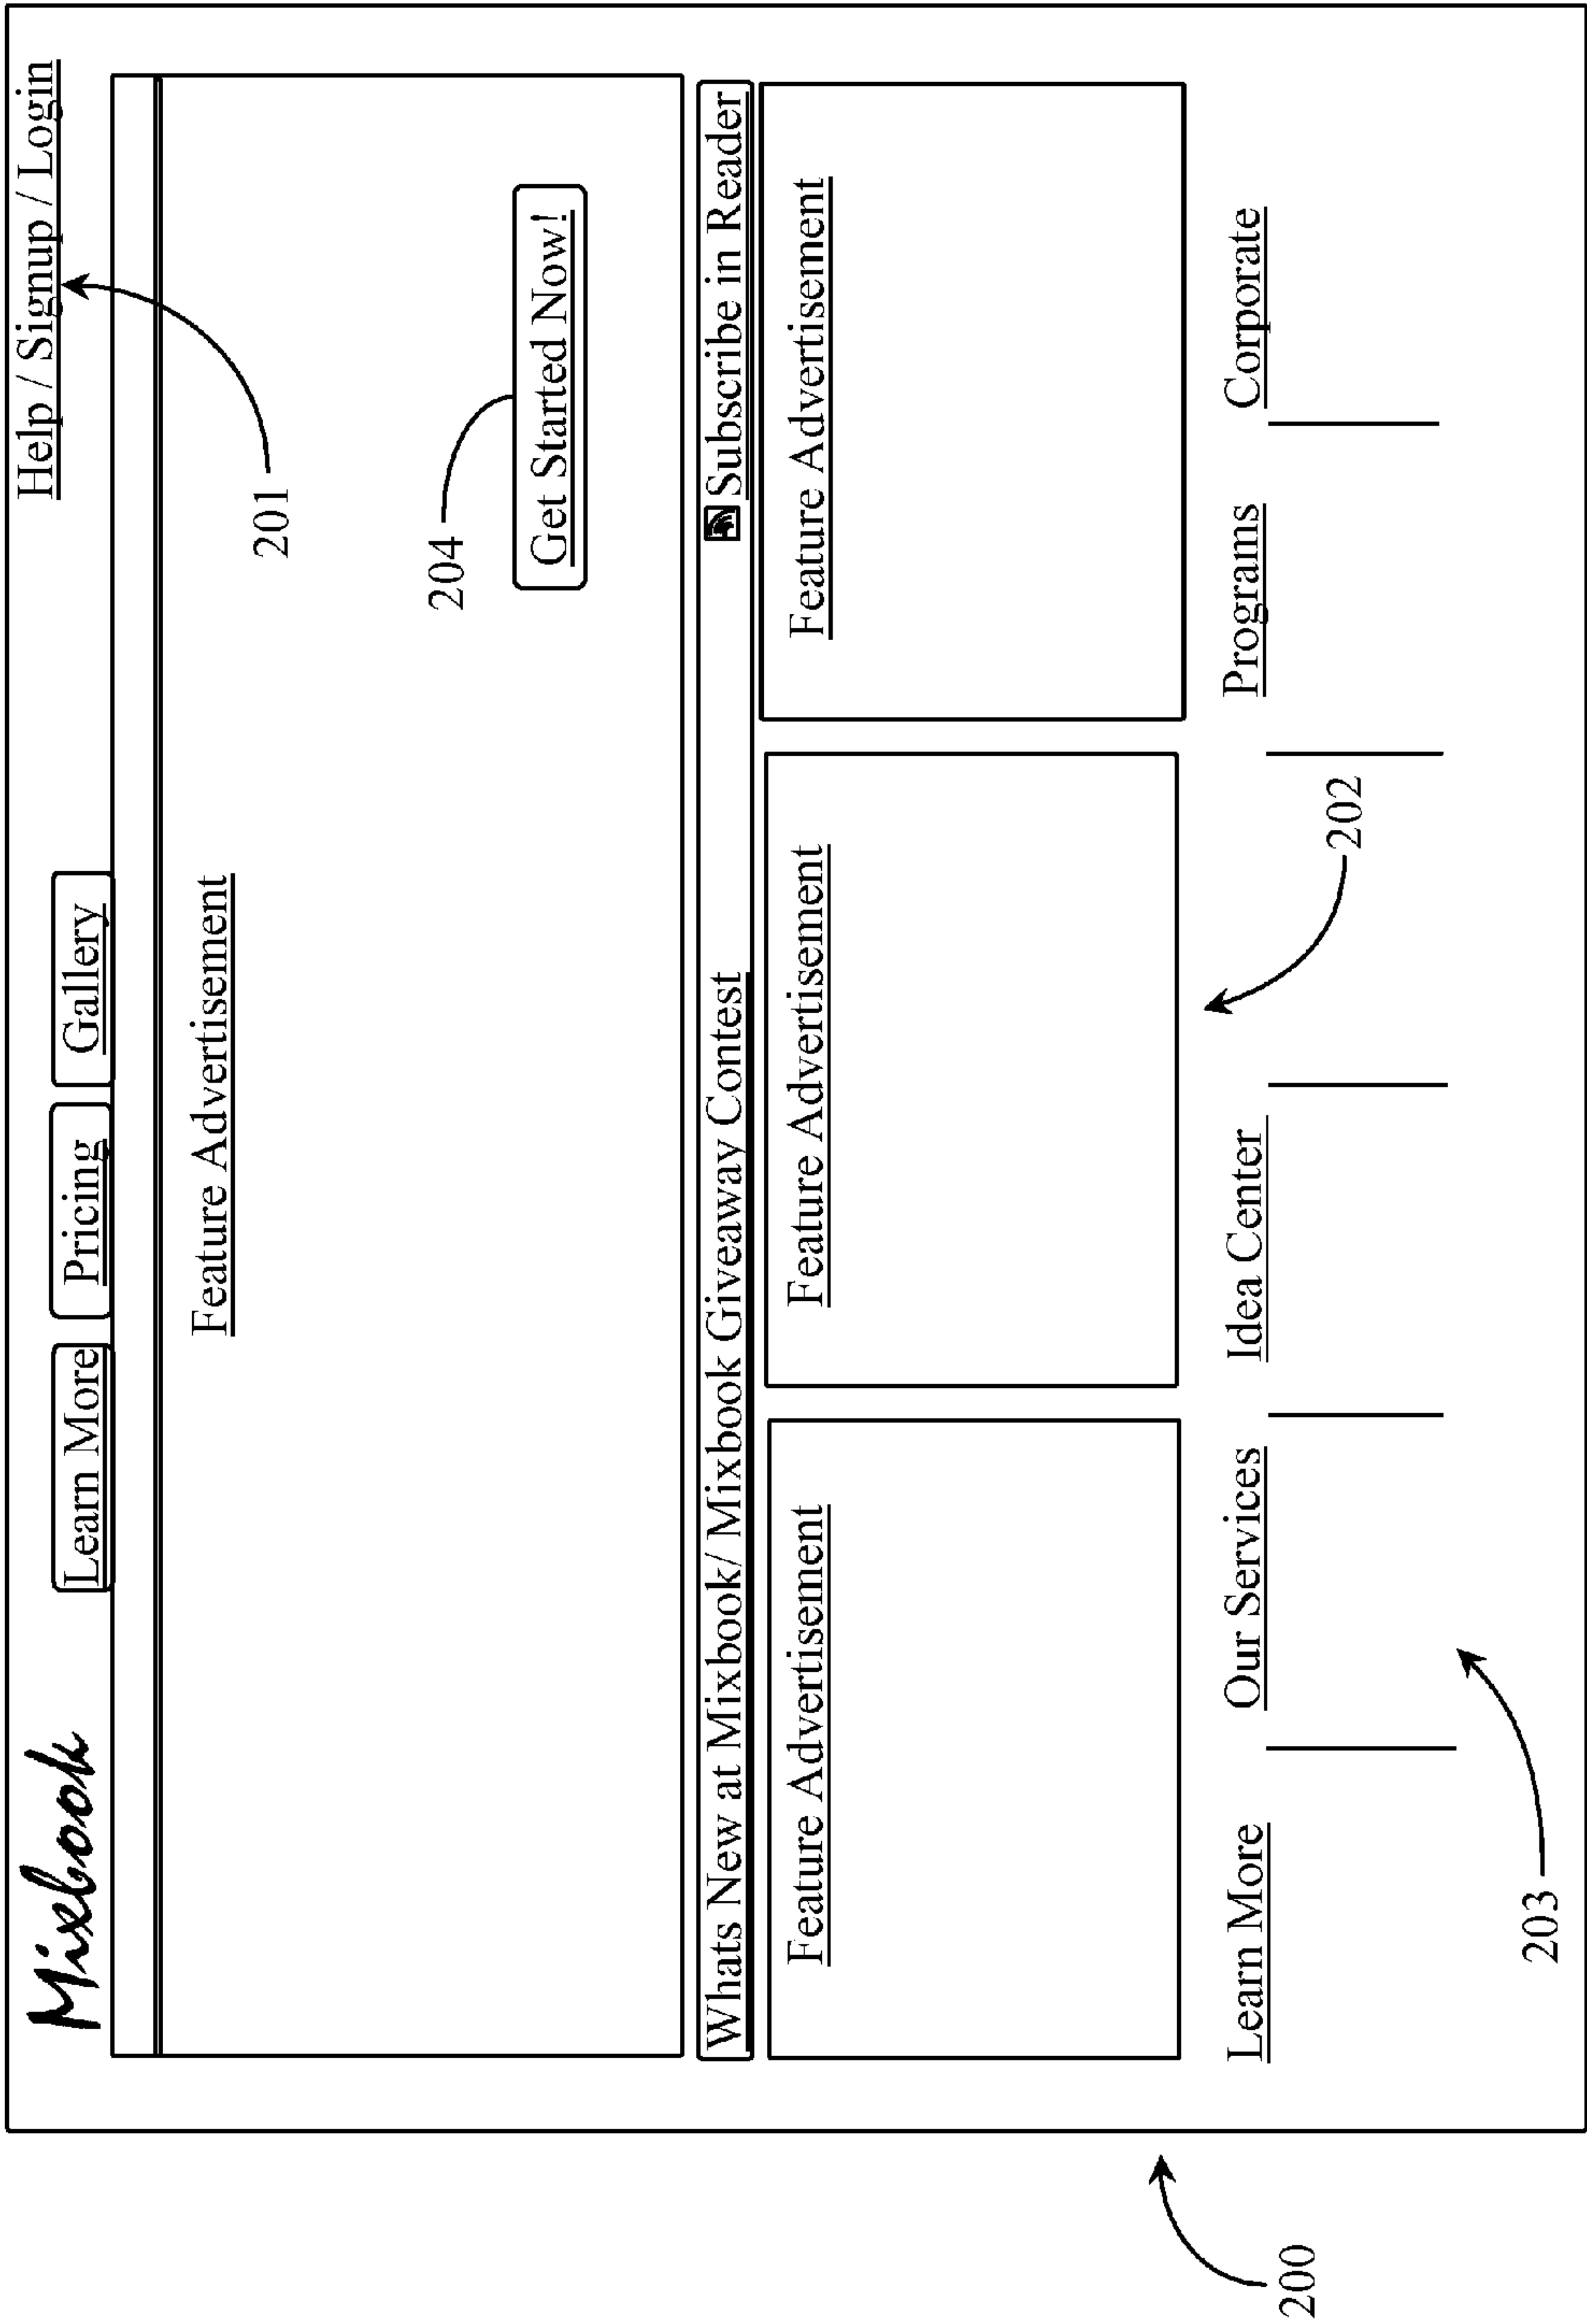 Help / Signup / Login
Mixbook
Learn More
Pricing
Gallery
201
Feature Advertisement
204
Get Started Now!
Whats New at Mixbook/ Mixbook Giveaway Contest
Subscribe in Reader
Feature Advertisement
Feature Advertisement
Feature Advertisement
Learn More
Our Services
Idea Center
Programs
Corporate
202
203
200